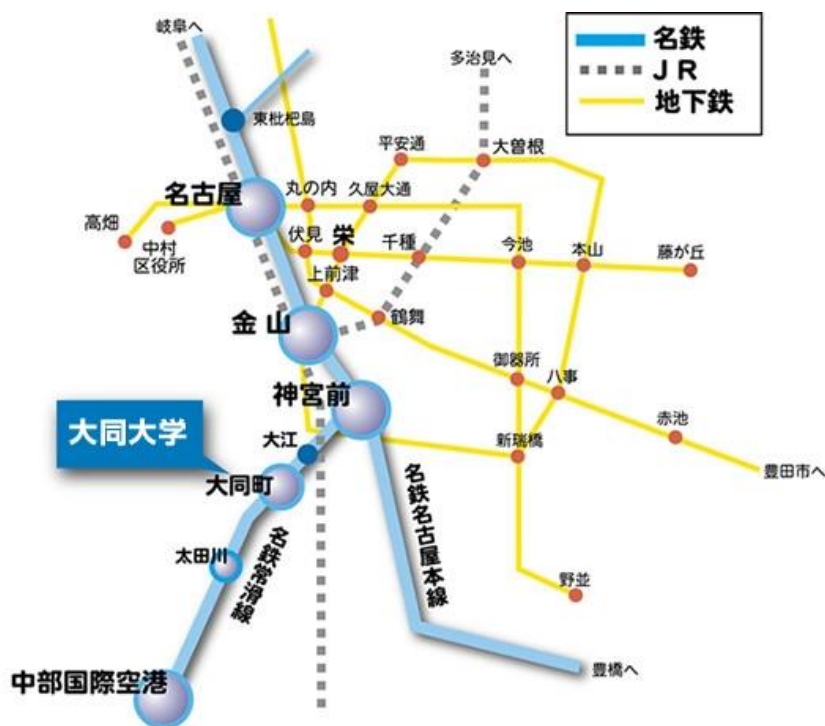 岐阜へ
名鉄
JR
地下鉄
多治見へ
東枇杷島
平安通
大曽根
名古屋
丸の内
久屋大通
高畑
中村
区役所
伏見
栄
千種
今池
本山
藤が丘
上前津
鶴舞
金山
御器所
八事
神宮前
赤池
大同大学
大江
新瑞橋
豊田市へ
大同町
名鉄名古屋本線
太田川
名鉄常滑線
野並
中部国際空港
豊橋へ